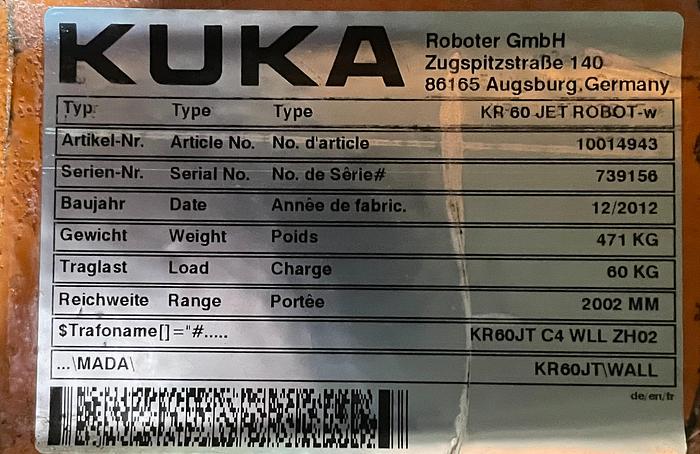 KUKA
Roboter GmbH
Zugspitzstraße 140
86165 Augsburg,Germany
Typ Type Type KR 60 JET ROBOT-w
Artikel-Nr. Article No. No. d'article 10014943
Serien-Nr. Serial No. No. de Sêrie# 739156
Baujahr Date Annêe de fabric. 12/2012
Gewicht Weight Poids 471 KG
Traglast Load Charge 60 KG
Reichweite Range Portêe 2002 MM
$Trafoname[]="#..... KR60JT C4 WLL ZH02
...\MADA\ KR60JT\WALL
de/en/fr